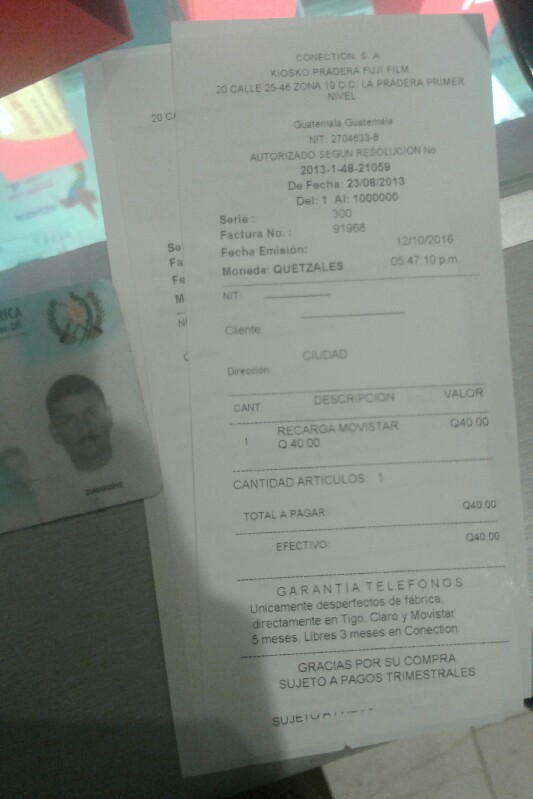 CONECTION, S. A.
KIOSKO PRADERA FUJI FILM
20 CALLE 25-46 ZONA 10 C.C. LA PRADERA PRIMER
NIVEL
Guatemala,Guatemala
NIT: 2704633-8
AUTORIZADO SEGUN RESOLUCION No.
2013-1-48-21059
De Fecha: 23/08/2013
Del: 1 Al: 1000000
Serie : 300
Factura No. : 91968
Fecha Emisión: 12/10/2016
Moneda: QUETZALES 05:47:10 p.m.
NIT:
Cliente:
CIUDAD
Dirección:
CANT. DESCRIPCION VALOR
1 RECARGA MOVISTAR Q40.00
Q 40.00
CANTIDAD ARTICULOS: 1
TOTAL A PAGAR: Q40.00
EFECTIVO: Q40.00
GARANTIA TELEFONOS
Unicamente desperfectos de fábrica,
directamente en Tigo, Claro y Movistar
5 meses, Libres 3 meses en Conection
GRACIAS POR SU COMPRA
SUJETO A PAGOS TRIMESTRALES
20 CA
Se
Fa
Fe
M
NI
C
RICA